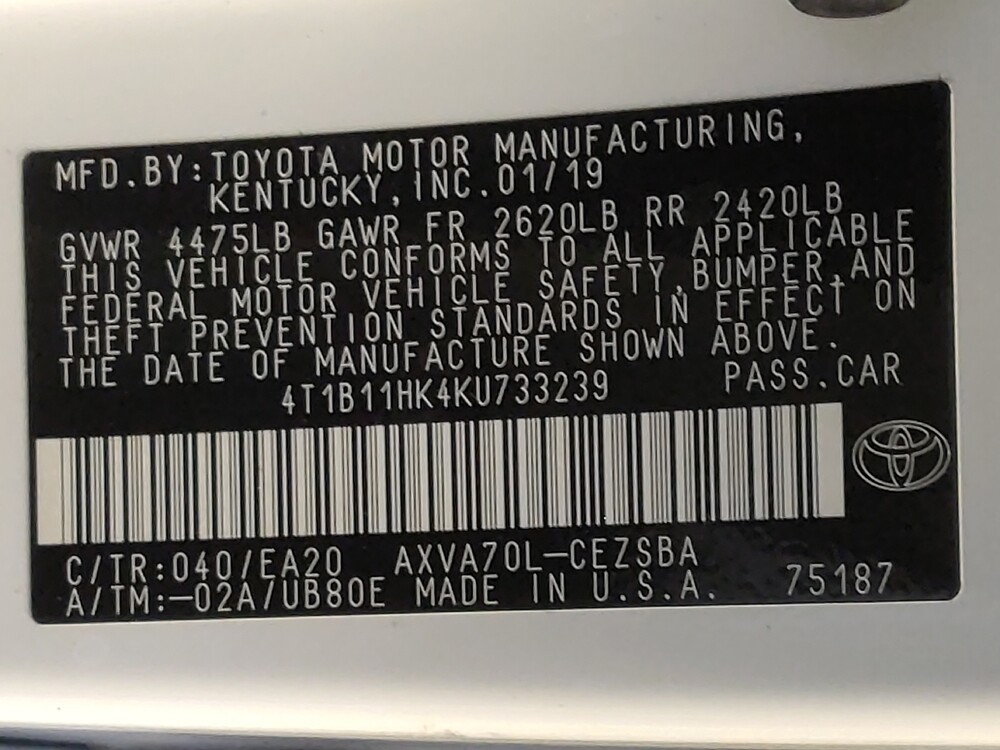 MFD.BY:TOYOTA MOTOR MANUFACTURING,
KENTUCKY,INC.01/19
GVWR 4475LB GAWR FR 2620LB RR 2420LB
THIS VEHICLE CONFORMS TO ALL APPLICABLE
FEDERAL MOTOR VEHICLE SAFETY,BUMPER,AND
THEFT PREVENTION STANDARDS IN EFFECT ON
THE DATE OF MANUFACTURE SHOWN ABOVE.
4T1B11HK4KU733239 PASS.CAR
C/TR:040/EA20 AXVA70L-CEZSBA
A/TM:-02A/UB80E MADE IN U.S.A. 75187